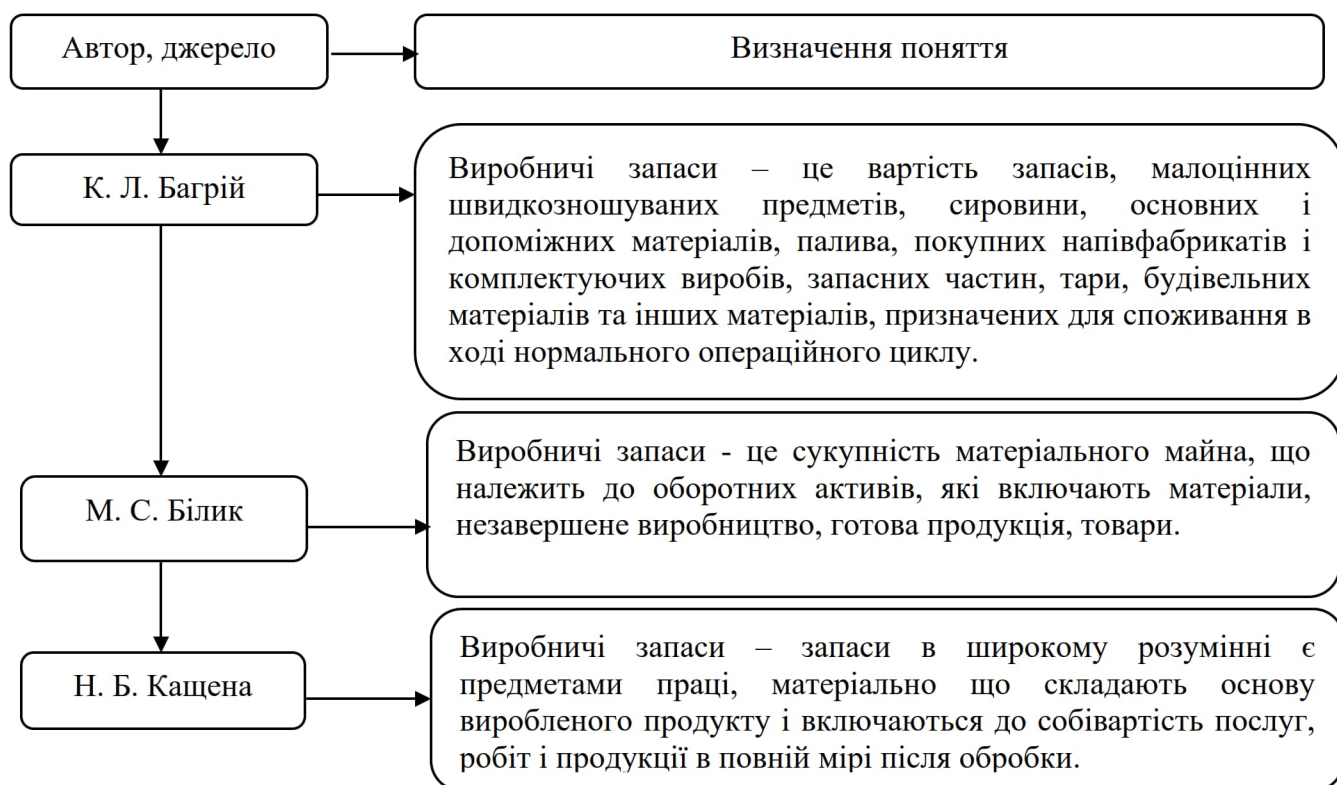 Автор, джерело
Визначення поняття
К. Л. Багрій
Виробничі запаси – це вартість запасів, малоцінних
швидкозношуваних предметів, сировини, основних і
допоміжних матеріалів, палива, покупних напівфабрикатів і
комплектуючих виробів, запасних частин, тари, будівельних
матеріалів та інших матеріалів, призначених для споживання в
ході нормального операційного циклу.
М. С. Білик
Виробничі запаси - це сукупність матеріального майна, що
належить до оборотних активів, які включають матеріали,
незавершене виробництво, готова продукція, товари.
Н. Б. Кащена
Виробничі запаси – запаси в широкому розумінні є
предметами праці, матеріально що складають основу
виробленого продукту і включаються до собівартість послуг,
робіт і продукції в повній мірі після обробки.